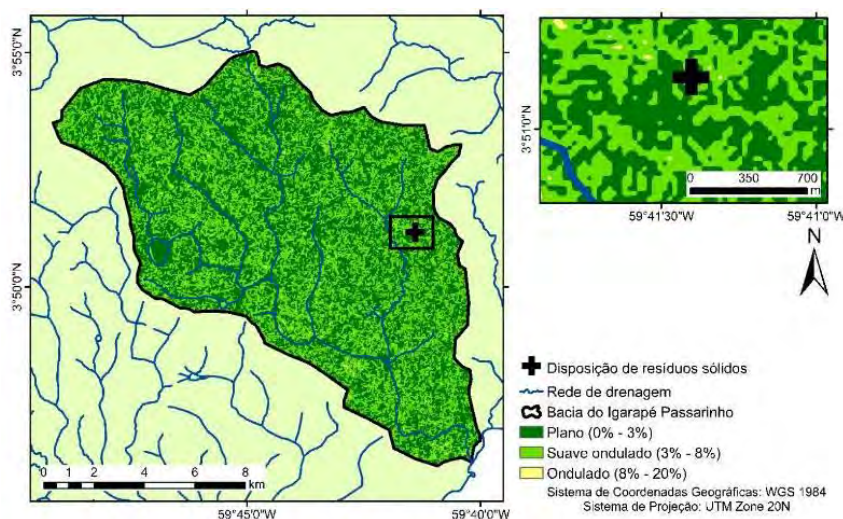 3°55'0"N
3°50'0"N
0 1 2 4 6 8
km
59°45'0"W
59°40'0"W
3°51'0"N
0 350 700
m
59°41'30"W
59°41'0"W
N
Disposição de resíduos sólidos
Rede de drenagem
Bacia do Igarapé Passarinho
Plano (0% - 3%)
Suave ondulado (3% - 8%)
Ondulado (8% - 20%)
Sistema de Coordenadas Geográficas: WGS 1984
Sistema de Projeção: UTM Zone 20N